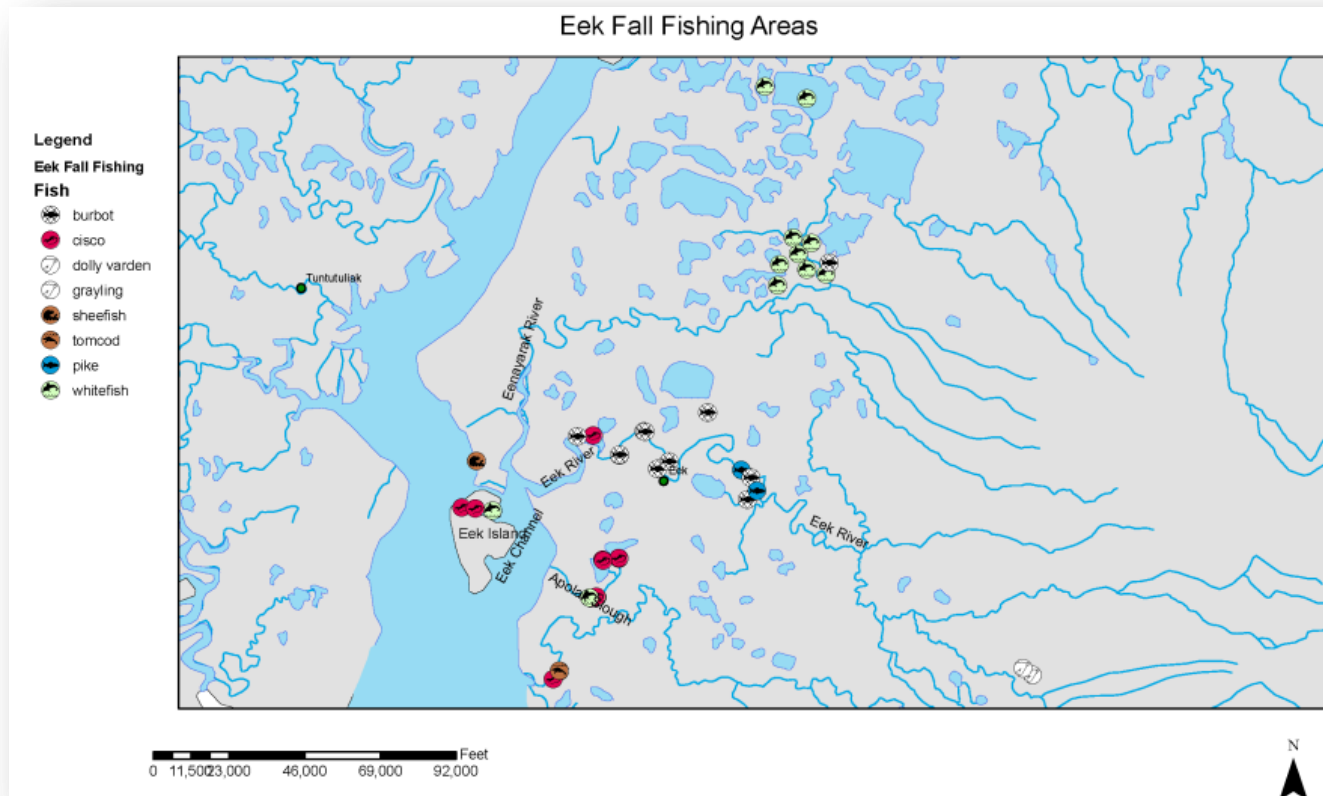 Eek Fall Fishing Areas
Legend
Eek Fall Fishing
Fish
burbot
cisco
dolly varden
grayling
sheefish
tomcod
pike
whitefish
Tuntutuliak
Eenayarak River
Eek River
Eek
Eek Island
Eek Channel
Eek River
Apolak Slough
Feet
0 11,500 23,000 46,000 69,000 92,000
N